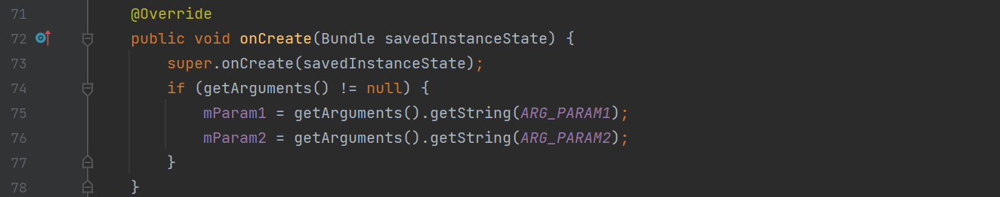 71 @Override
72 public void onCreate(Bundle savedInstanceState) {
73 super.onCreate(savedInstanceState);
74 if (getArguments() != null) {
75 mParam1 = getArguments().getString(ARG_PARAM1);
76 mParam2 = getArguments().getString(ARG_PARAM2);
77 }
78 }